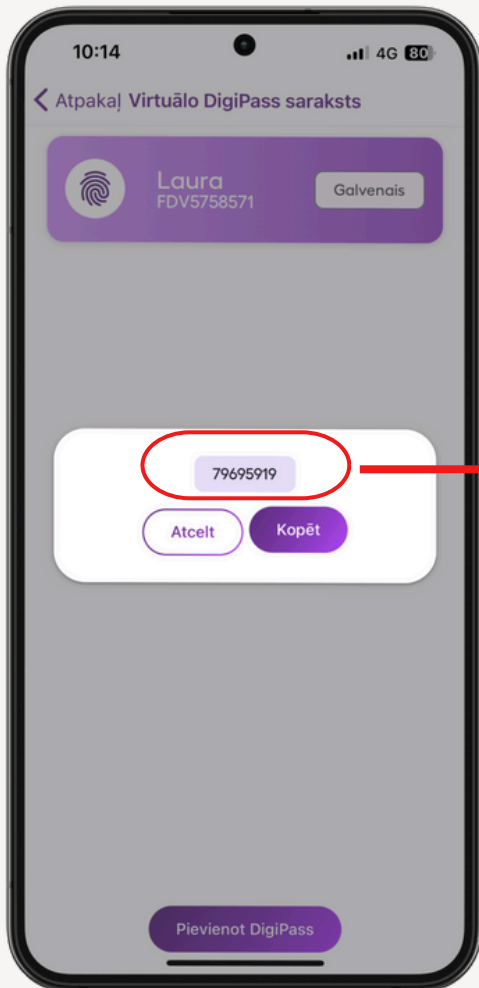 10:14 4G 80
Atpakaļ Virtuālo DigiPass saraksts
Laura
FDV5758571
Galvenais
79695919
Atcelt Kopēt
Pievienot DigiPass